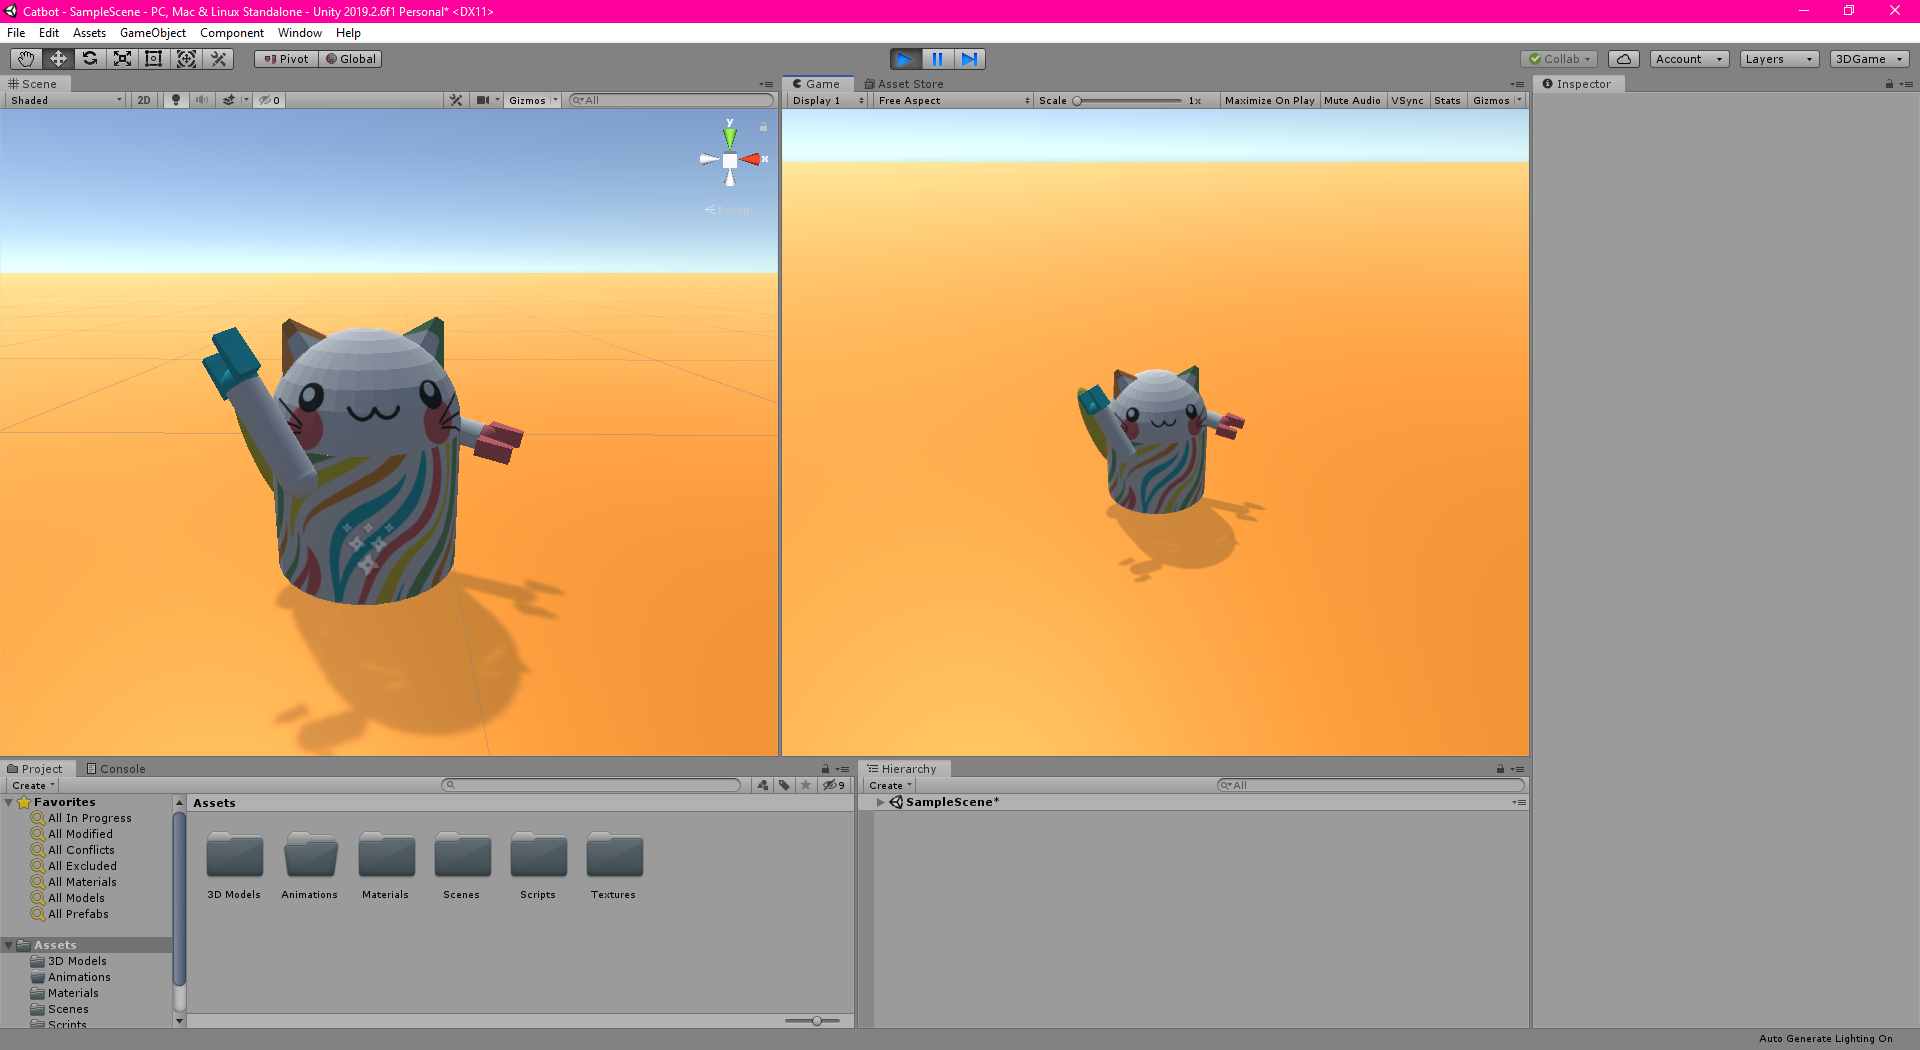 Catbot - SampleScene - PC, Mac & Linux Standalone - Unity 2019.2.6f1 Personal* <DX11>
File Edit Assets GameObject Component Window Help
Pivot Global Collab Account Layers 3DGame
Scene
Shaded 2D 0 Gizmos All
y
x
Persp
Game Asset Store
Display 1 Free Aspect Scale 1x Maximize On Play Mute Audio VSync Stats Gizmos
Inspector
Project Console
Create 9
Favorites
All In Progress
All Modified
All Conflicts
All Excluded
All Materials
All Models
All Prefabs
Assets
3D Models
Animations
Materials
Scenes
Scripts
Assets
3D Models Animations Materials Scenes Scripts Textures
Hierarchy
Create All
SampleScene*
Auto Generate Lighting On